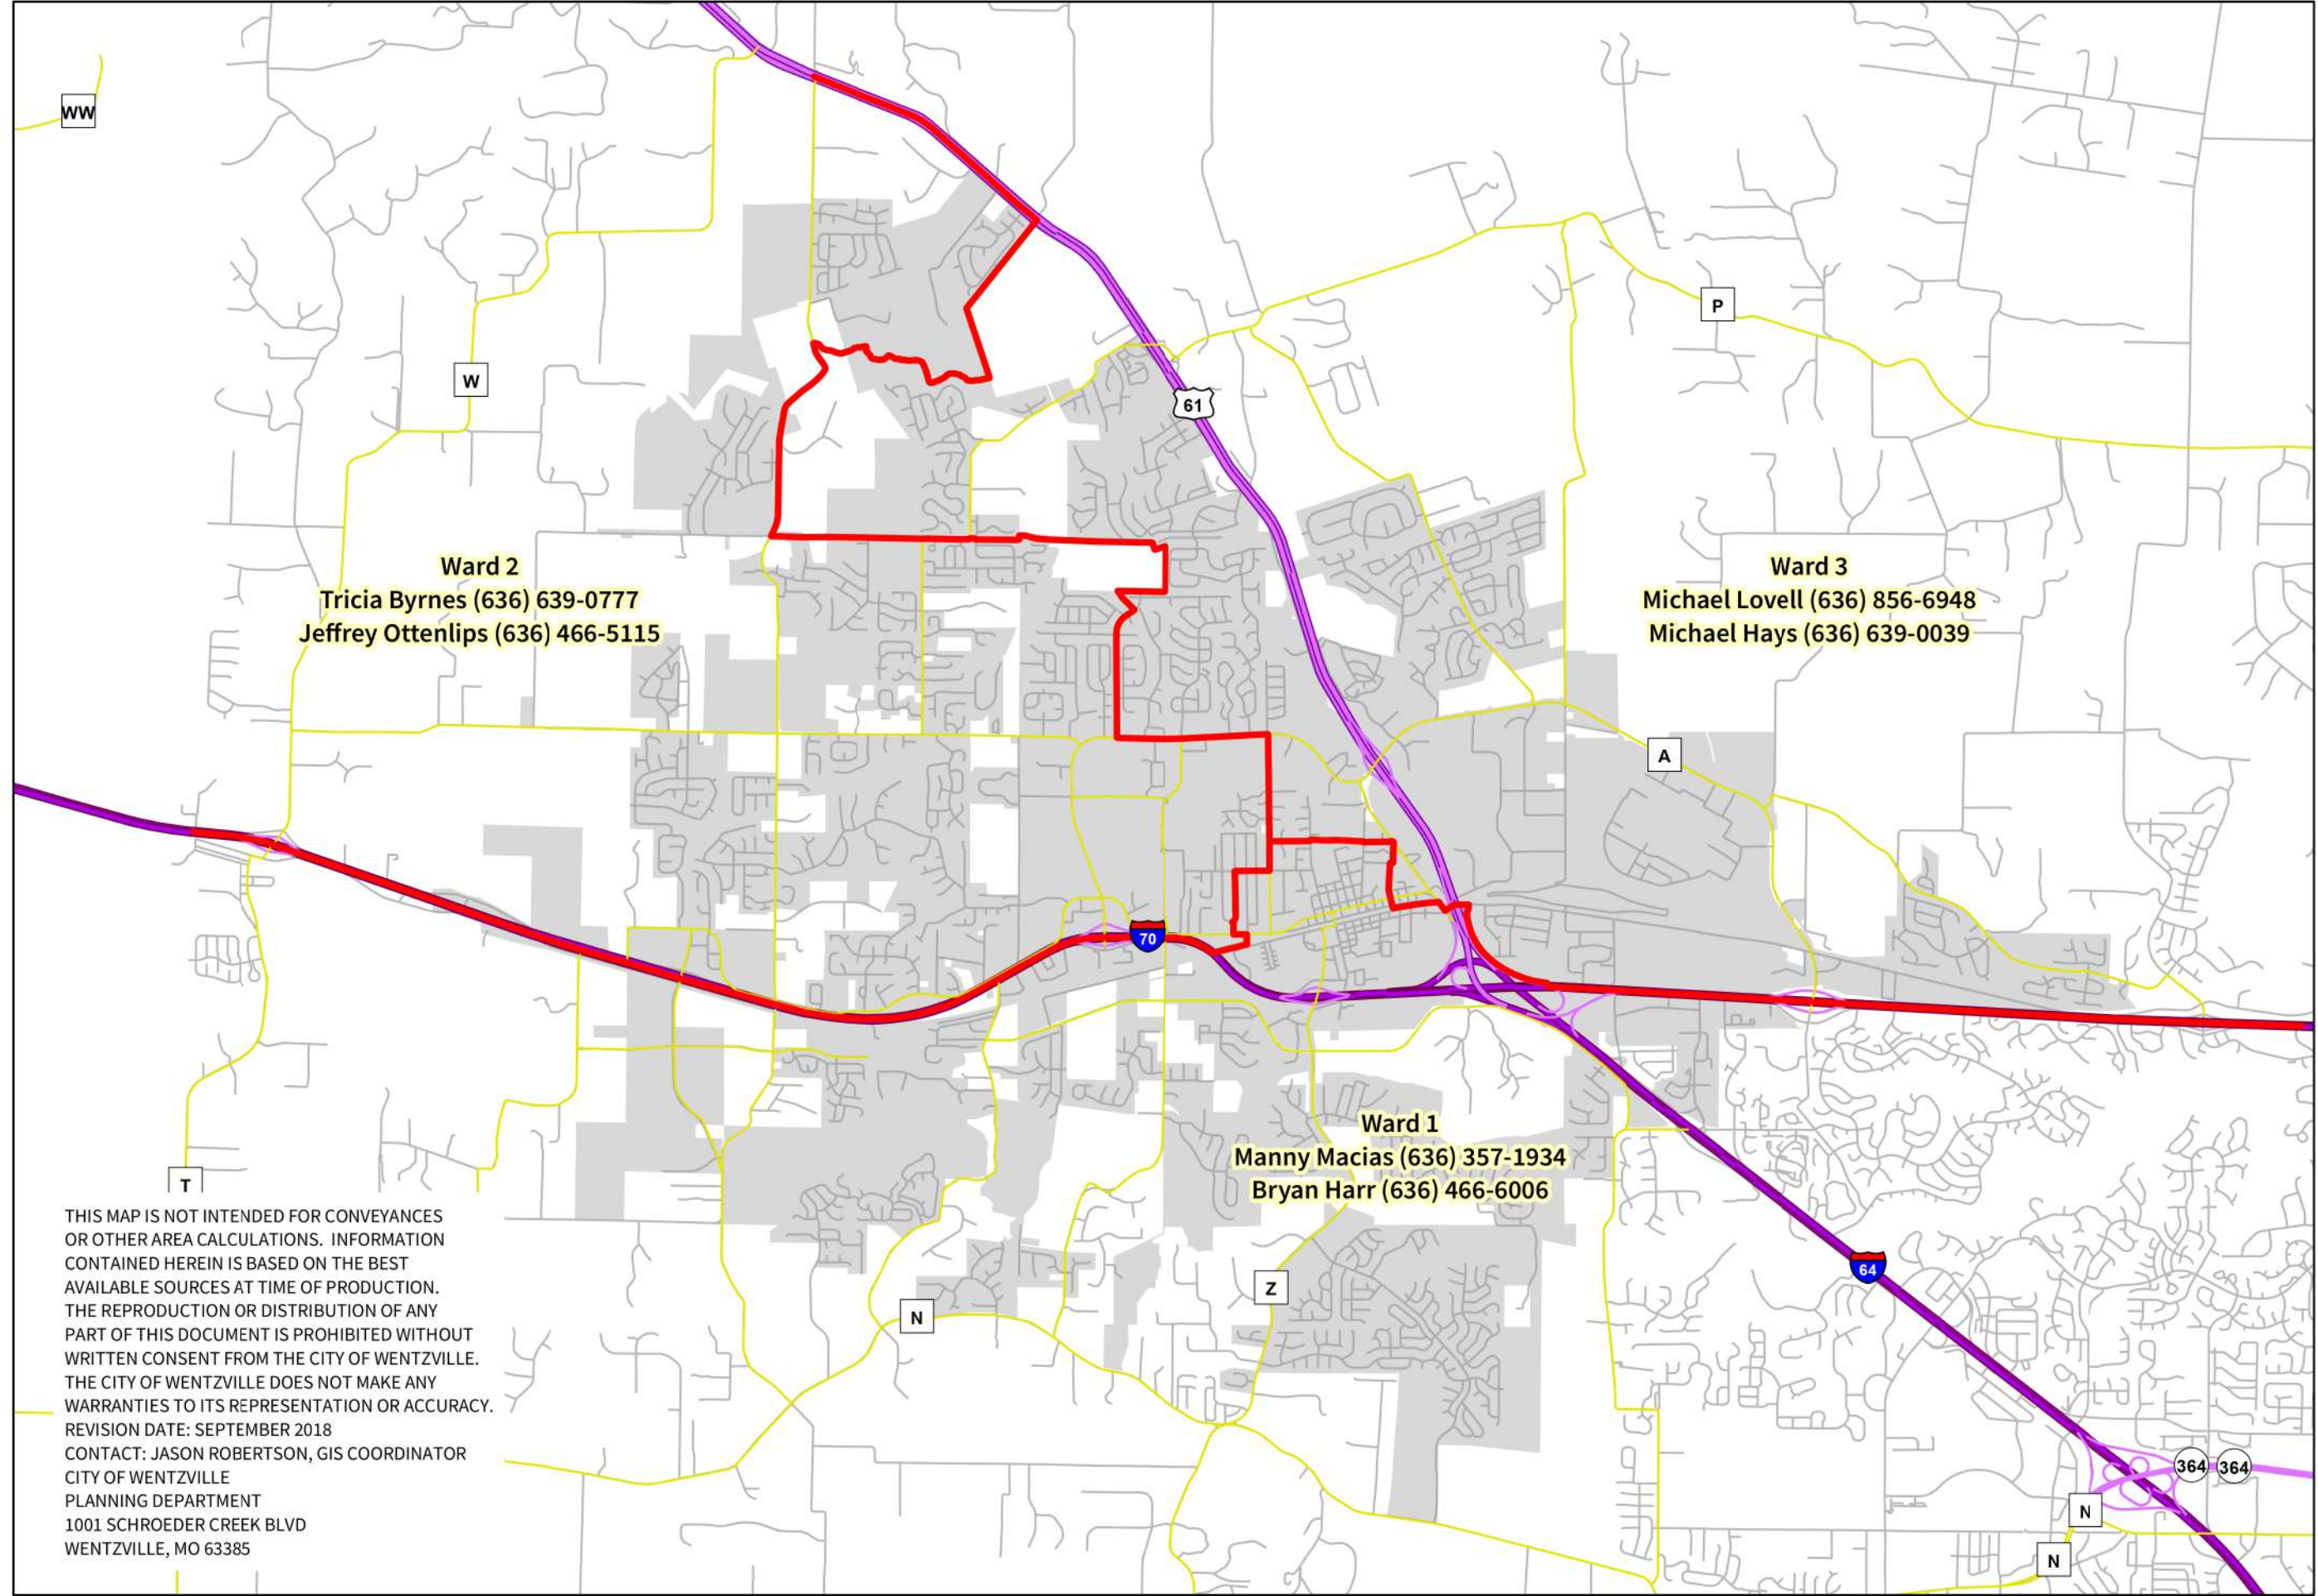 WW
P
W
61
Ward 2
Tricia Byrnes (636) 639-0777
Jeffrey Ottenlips (636) 466-5115
Ward 3
Michael Lovell (636) 856-6948
Michael Hays (636) 639-0039
A
70
Ward 1
Manny Macias (636) 357-1934
Bryan Harr (636) 466-6006
T
THIS MAP IS NOT INTENDED FOR CONVEYANCES
OR OTHER AREA CALCULATIONS. INFORMATION
CONTAINED HEREIN IS BASED ON THE BEST
AVAILABLE SOURCES AT TIME OF PRODUCTION.
THE REPRODUCTION OR DISTRIBUTION OF ANY
PART OF THIS DOCUMENT IS PROHIBITED WITHOUT
WRITTEN CONSENT FROM THE CITY OF WENTZVILLE.
THE CITY OF WENTZVILLE DOES NOT MAKE ANY
WARRANTIES TO ITS REPRESENTATION OR ACCURACY.
REVISION DATE: SEPTEMBER 2018
CONTACT: JASON ROBERTSON, GIS COORDINATOR
CITY OF WENTZVILLE
PLANNING DEPARTMENT
1001 SCHROEDER CREEK BLVD
WENTZVILLE, MO 63385
Z
64
N
364 364
N
N